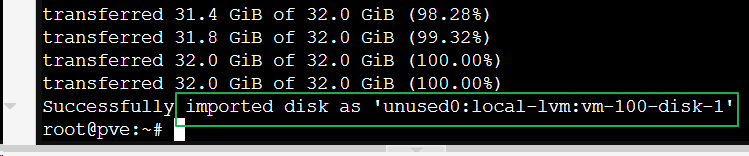 transferred 31.4 GiB of 32.0 GiB (98.28%)
transferred 31.8 GiB of 32.0 GiB (99.32%)
transferred 32.0 GiB of 32.0 GiB (100.00%)
transferred 32.0 GiB of 32.0 GiB (100.00%)
Successfully imported disk as 'unused0:local-lvm:vm-100-disk-1'
root@pve:~#